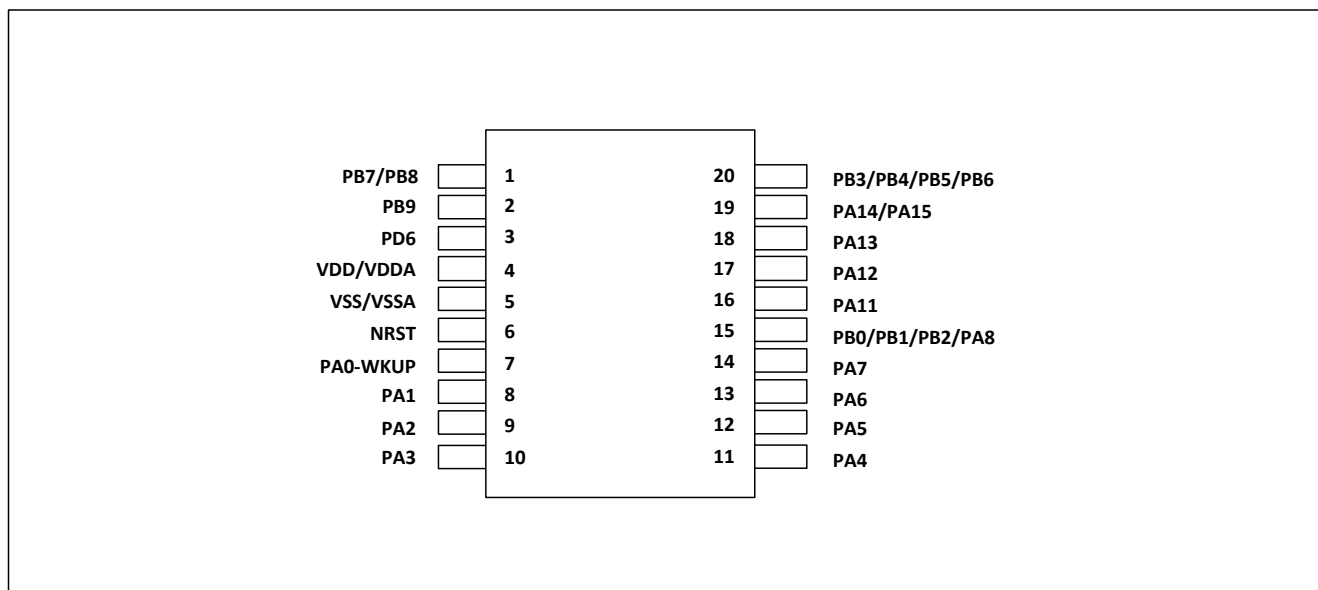 PB7/PB8 1 20 PB3/PB4/PB5/PB6
PB9 2 19 PA14/PA15
PD6 3 18 PA13
VDD/VDDA 4 17 PA12
VSS/VSSA 5 16 PA11
NRST 6 15 PB0/PB1/PB2/PA8
PA0-WKUP 7 14 PA7
PA1 8 13 PA6
PA2 9 12 PA5
PA3 10 11 PA4